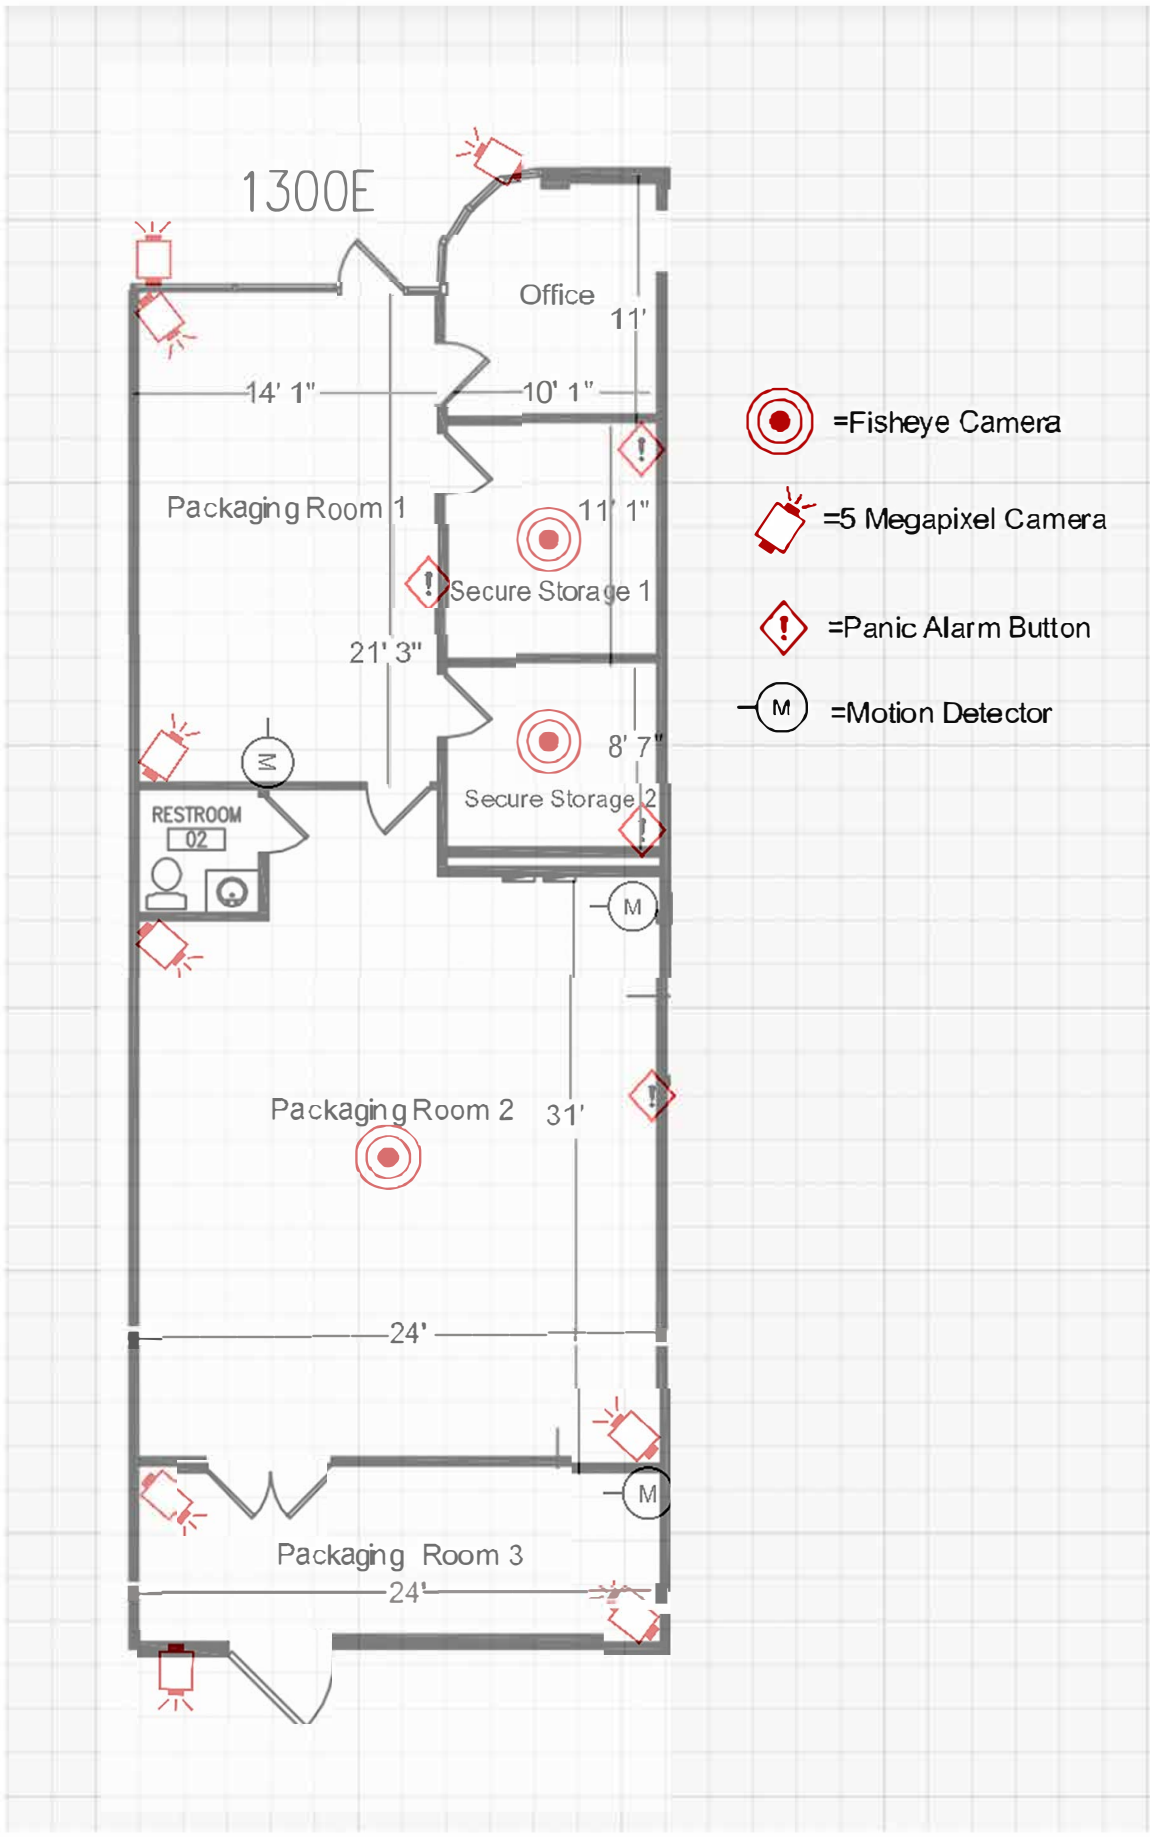 1300E
Office
11'
14' 1"
10' 1"
=Fisheye Camera
!
Packaging Room 1
11' 1"
=5 Megapixel Camera
!
Secure Storage 1
!
=Panic Alarm Button
21' 3"
M
=Motion Detector
8' 7"
M
Secure Storage 2
RESTROOM
!
02
M
!
Packaging Room 2
31'
24'
M
Packaging Room 3
24'